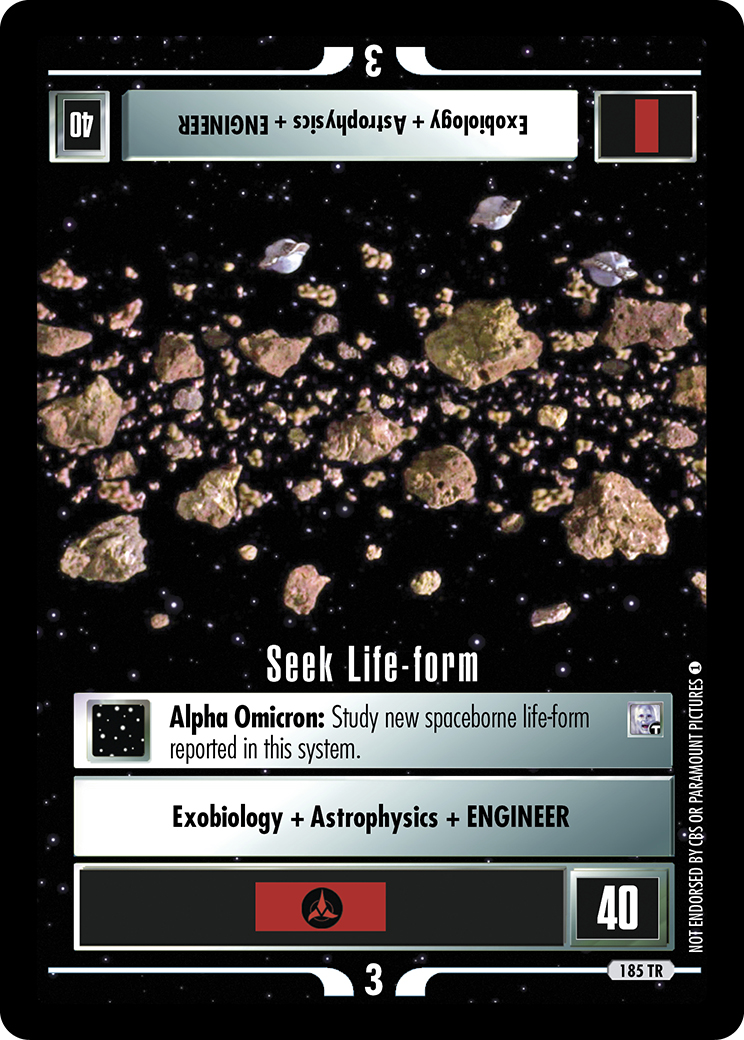 3
40
Exobiology + Astrophysics + ENGINEER
Seek Life-form
Alpha Omicron: Study new spaceborne life-form
reported in this system.
T
Exobiology + Astrophysics + ENGINEER
40
3
185 TR
NOT ENDORSED BY CBS OR PARAMOUNT PICTURES 1